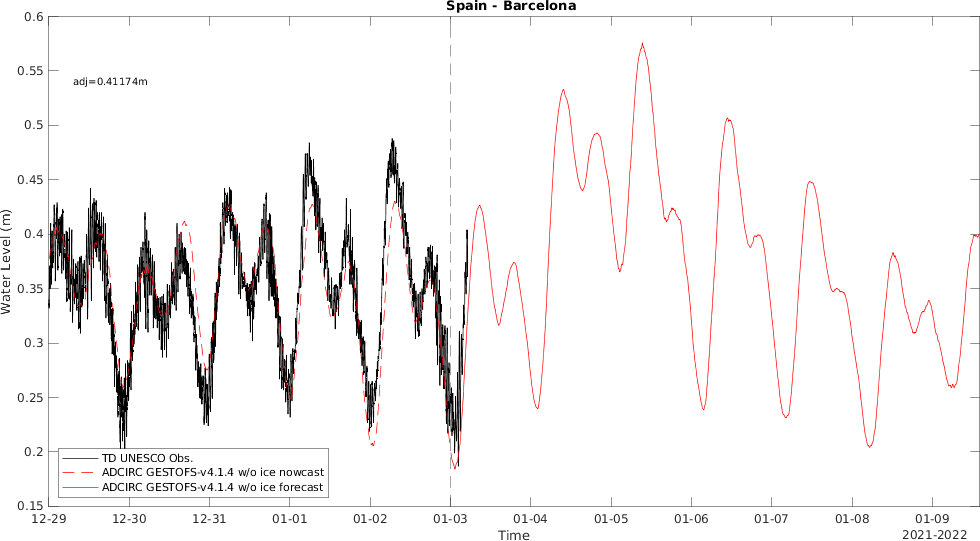 Spain - Barcelona
adj=0.41174m
0.6
0.55
0.5
0.45
0.4
0.35
0.3
0.25
0.2
0.15
Water Level (m)
TD UNESCO Obs.
ADCIRC GESTOFS-v4.1.4 w/o ice nowcast
ADCIRC GESTOFS-v4.1.4 w/o ice forecast
12-29 12-30 12-31 01-01 01-02 01-03 01-04 01-05 01-06 01-07 01-08 01-09
Time
2021-2022